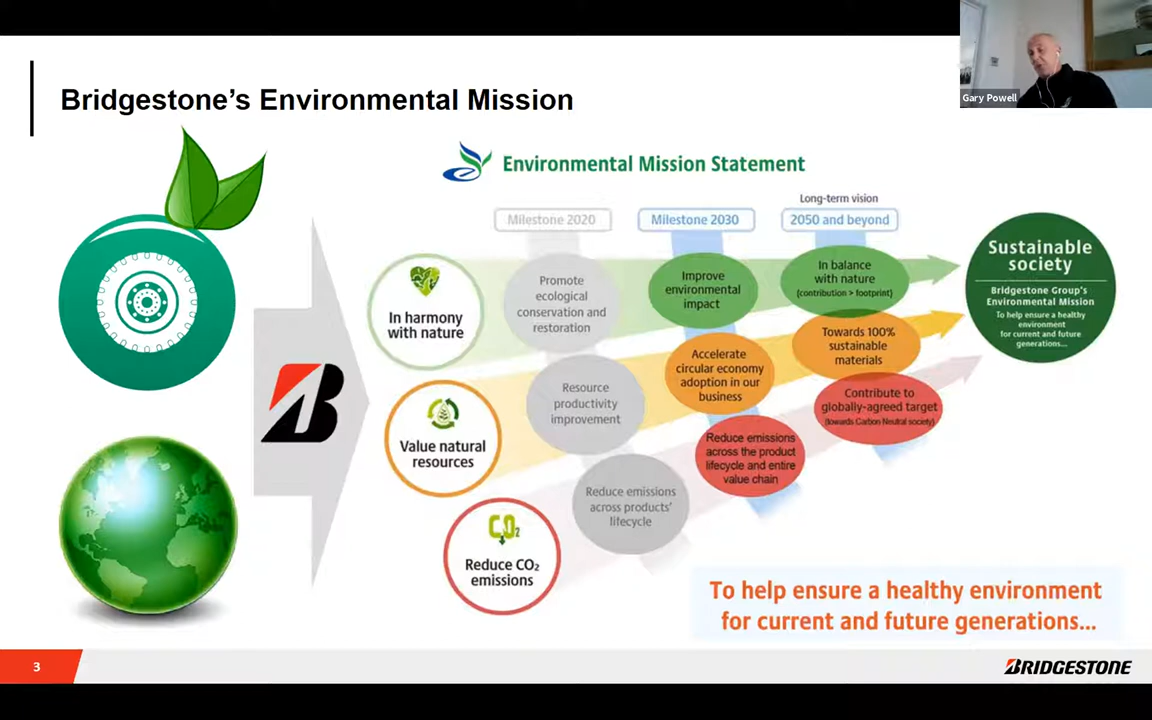 Gary Powell
Bridgestone's Environmental Mission
Environmental Mission Statement
Milestone 2020
Milestone 2030
Long-term vision
2050 and beyond
In harmony
with nature
Promote
ecological
conservation and
restoration
Improve
environmental
impact
In balance
with nature
(contribution > footprint)
Sustainable
society
Bridgestone Group's
Environmental Mission
To help ensure a healthy
environment
for current and future
generations...
Value natural
resources
Resource
productivity
improvement
Accelerate
circular economy
adoption in our
business
Towards 100%
sustainable
materials
CO2
Reduce CO₂
emissions
Reduce emissions
across products'
lifecycle
Reduce emissions
across the product
lifecycle and entire
value chain
Contribute to
globally-agreed target
(towards Carbon Neutral society)
To help ensure a healthy environment
for current and future generations...
3
BRIDGESTONE